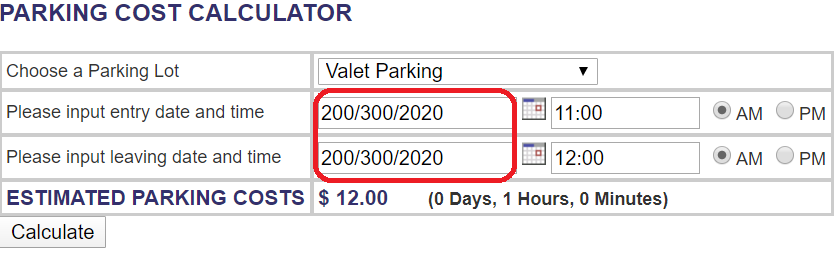 PARKING COST CALCULATOR
Choose a Parking Lot Valet Parking
Please input entry date and time 200/300/2020 11:00 AM PM
Please input leaving date and time 200/300/2020 12:00 AM PM
ESTIMATED PARKING COSTS $ 12.00 (0 Days, 1 Hours, 0 Minutes)
Calculate